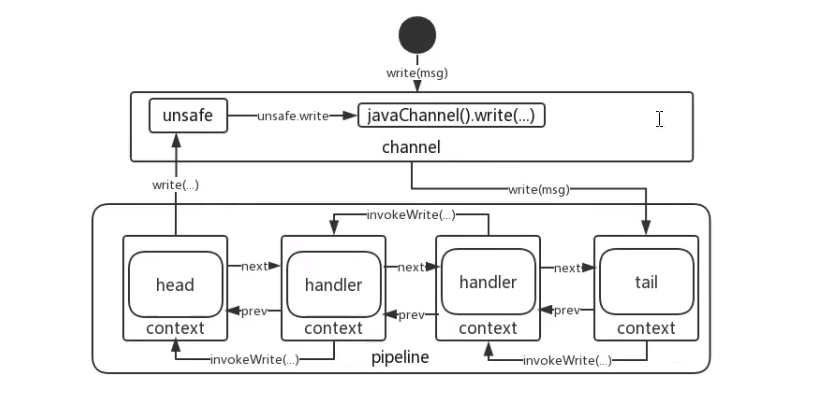 write(msg)
unsafe
unsafe.write
javaChannel().write(...)
channel
write(...)
write(msg)
invokeWrite(...)
head
next
handler
next
handler
next
tail
prev
prev
prev
context
context
context
context
invokeWrite(...)
pipeline
invokeWrite(...)